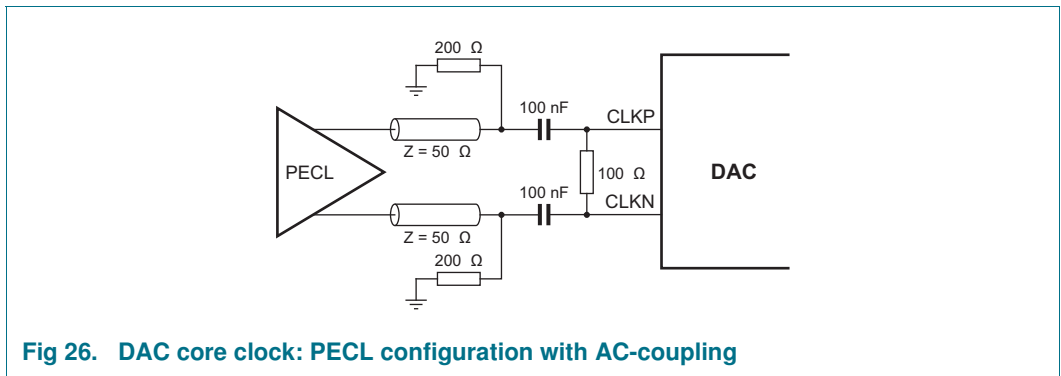 200 Ω
100 nF
CLKP
Z = 50 Ω
PECL
100 Ω
DAC
100 nF
CLKN
Z = 50 Ω
200 Ω
Fig 26. DAC core clock: PECL configuration with AC-coupling